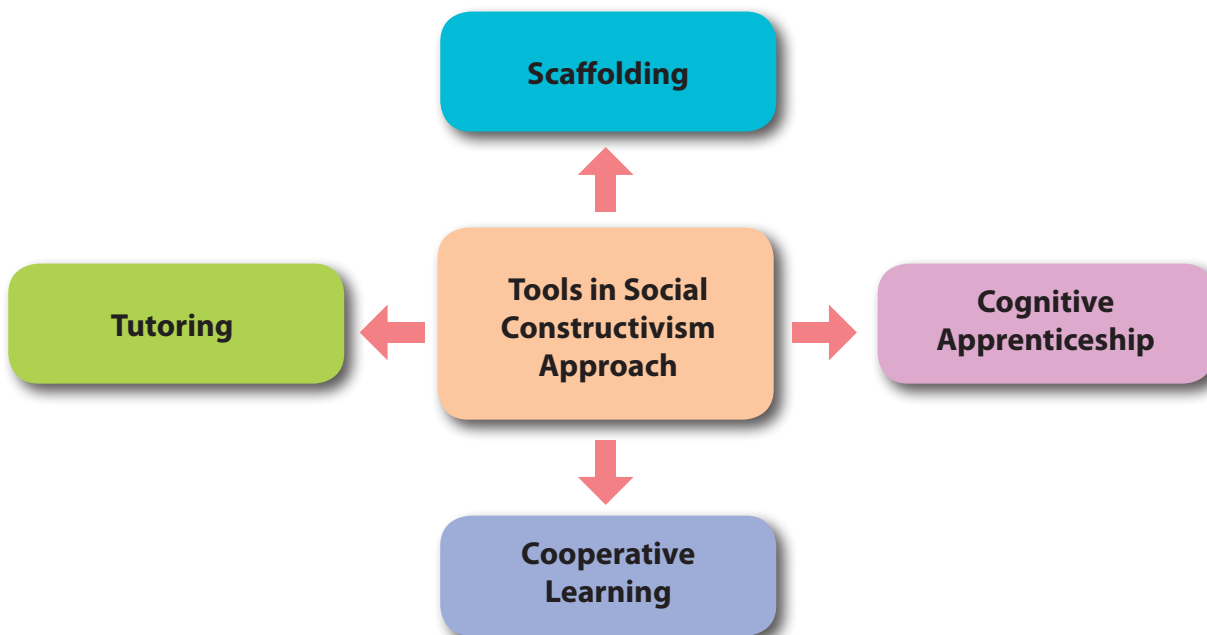 Scaffolding
Tutoring
Tools in Social
Constructivism
Approach
Cognitive
Apprenticeship
Cooperative
Learning